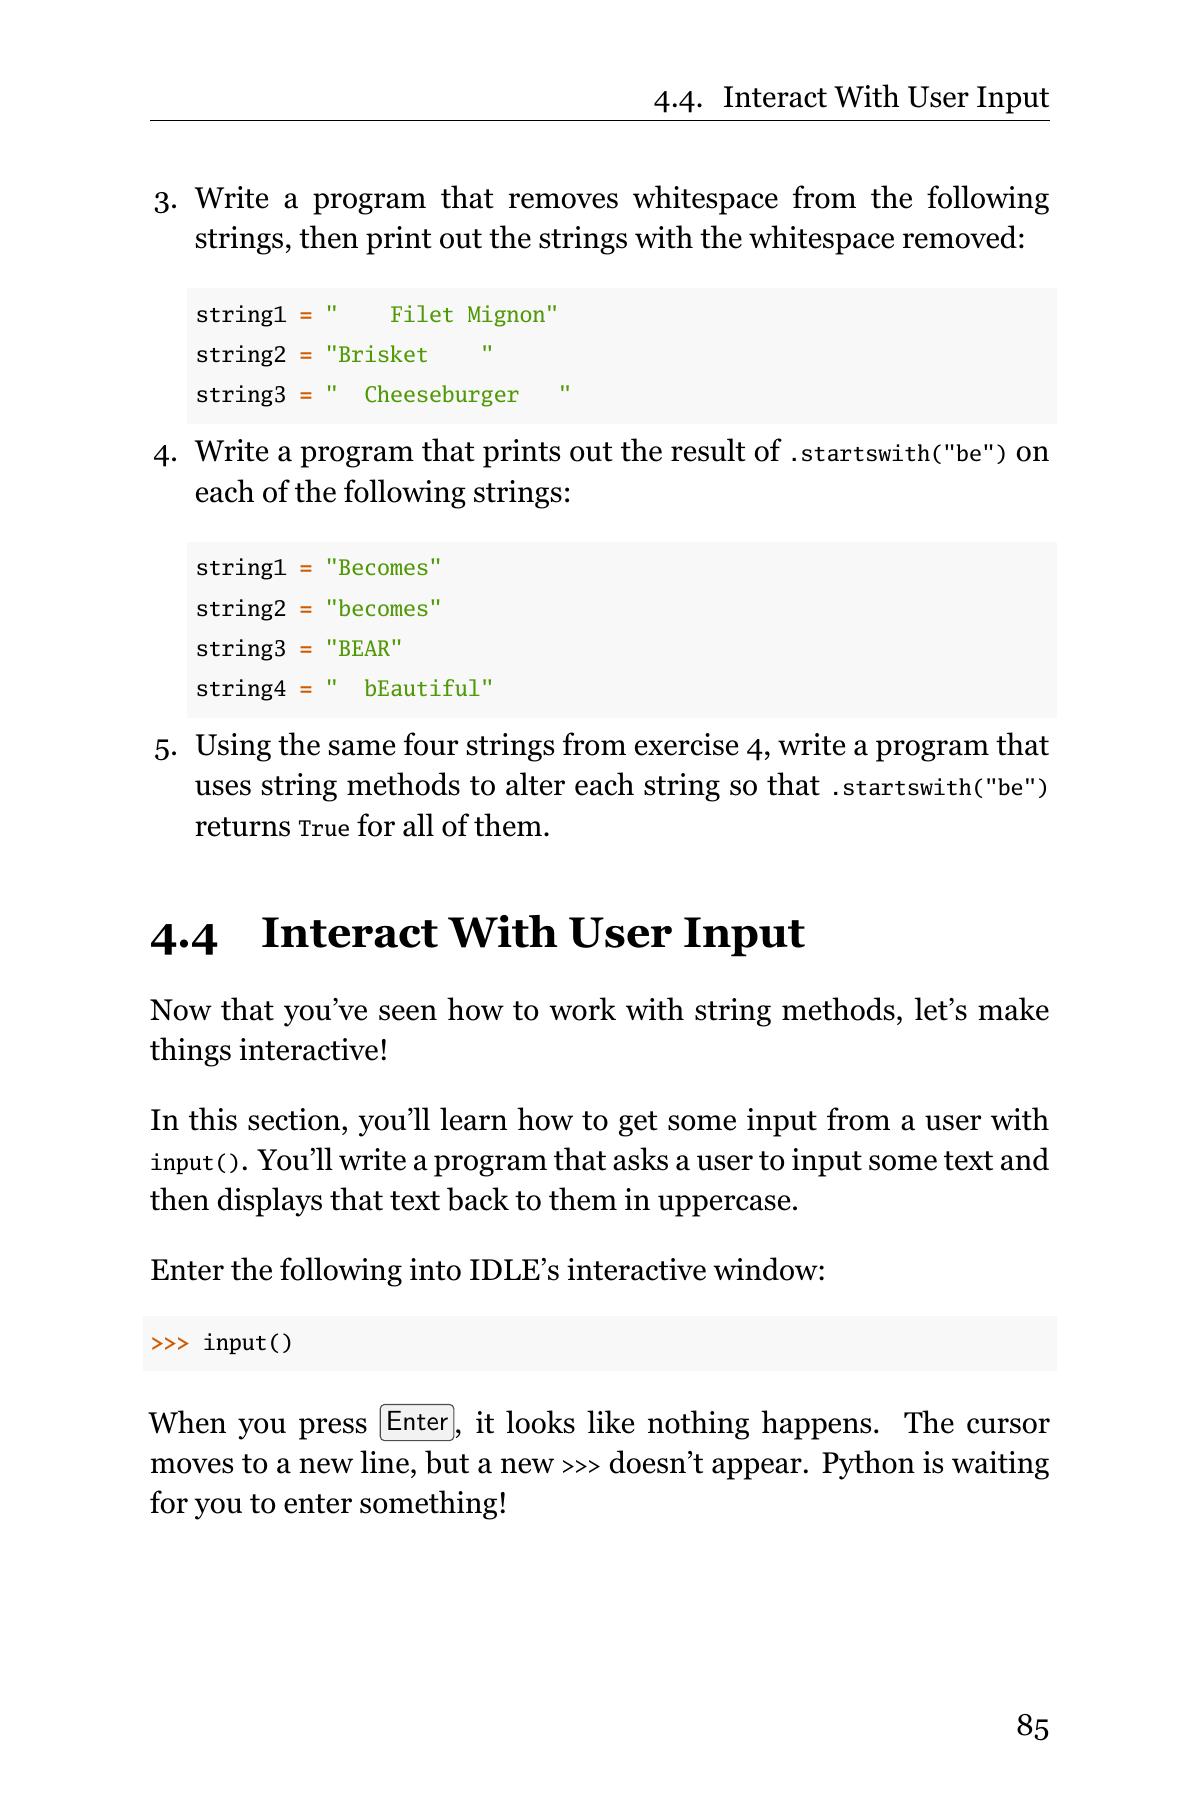 4.4. Interact With User Input
3. Write a program that removes whitespace from the following
strings, then print out the strings with the whitespace removed:
string1 = "    Filet Mignon"
string2 = "Brisket    "
string3 = "  Cheeseburger   "
4. Write a program that prints out the result of .startswith("be") on
each of the following strings:
string1 = "Becomes"
string2 = "becomes"
string3 = "BEAR"
string4 = "  bEautiful"
5. Using the same four strings from exercise 4, write a program that
uses string methods to alter each string so that .startswith("be")
returns True for all of them.
4.4 Interact With User Input
Now that you’ve seen how to work with string methods, let’s make
things interactive!
In this section, you’ll learn how to get some input from a user with
input(). You’ll write a program that asks a user to input some text and
then displays that text back to them in uppercase.
Enter the following into IDLE’s interactive window:
>>> input()
When you press Enter, it looks like nothing happens. The cursor
moves to a new line, but a new >>> doesn’t appear. Python is waiting
for you to enter something!
85